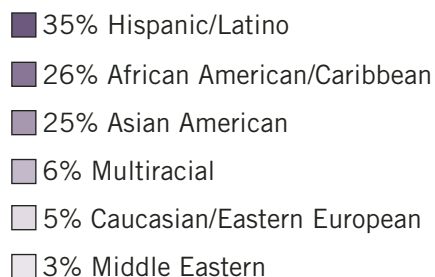 35% Hispanic/Latino
26% African American/Caribbean
25% Asian American
6% Multiracial
5% Caucasian/Eastern European
3% Middle Eastern